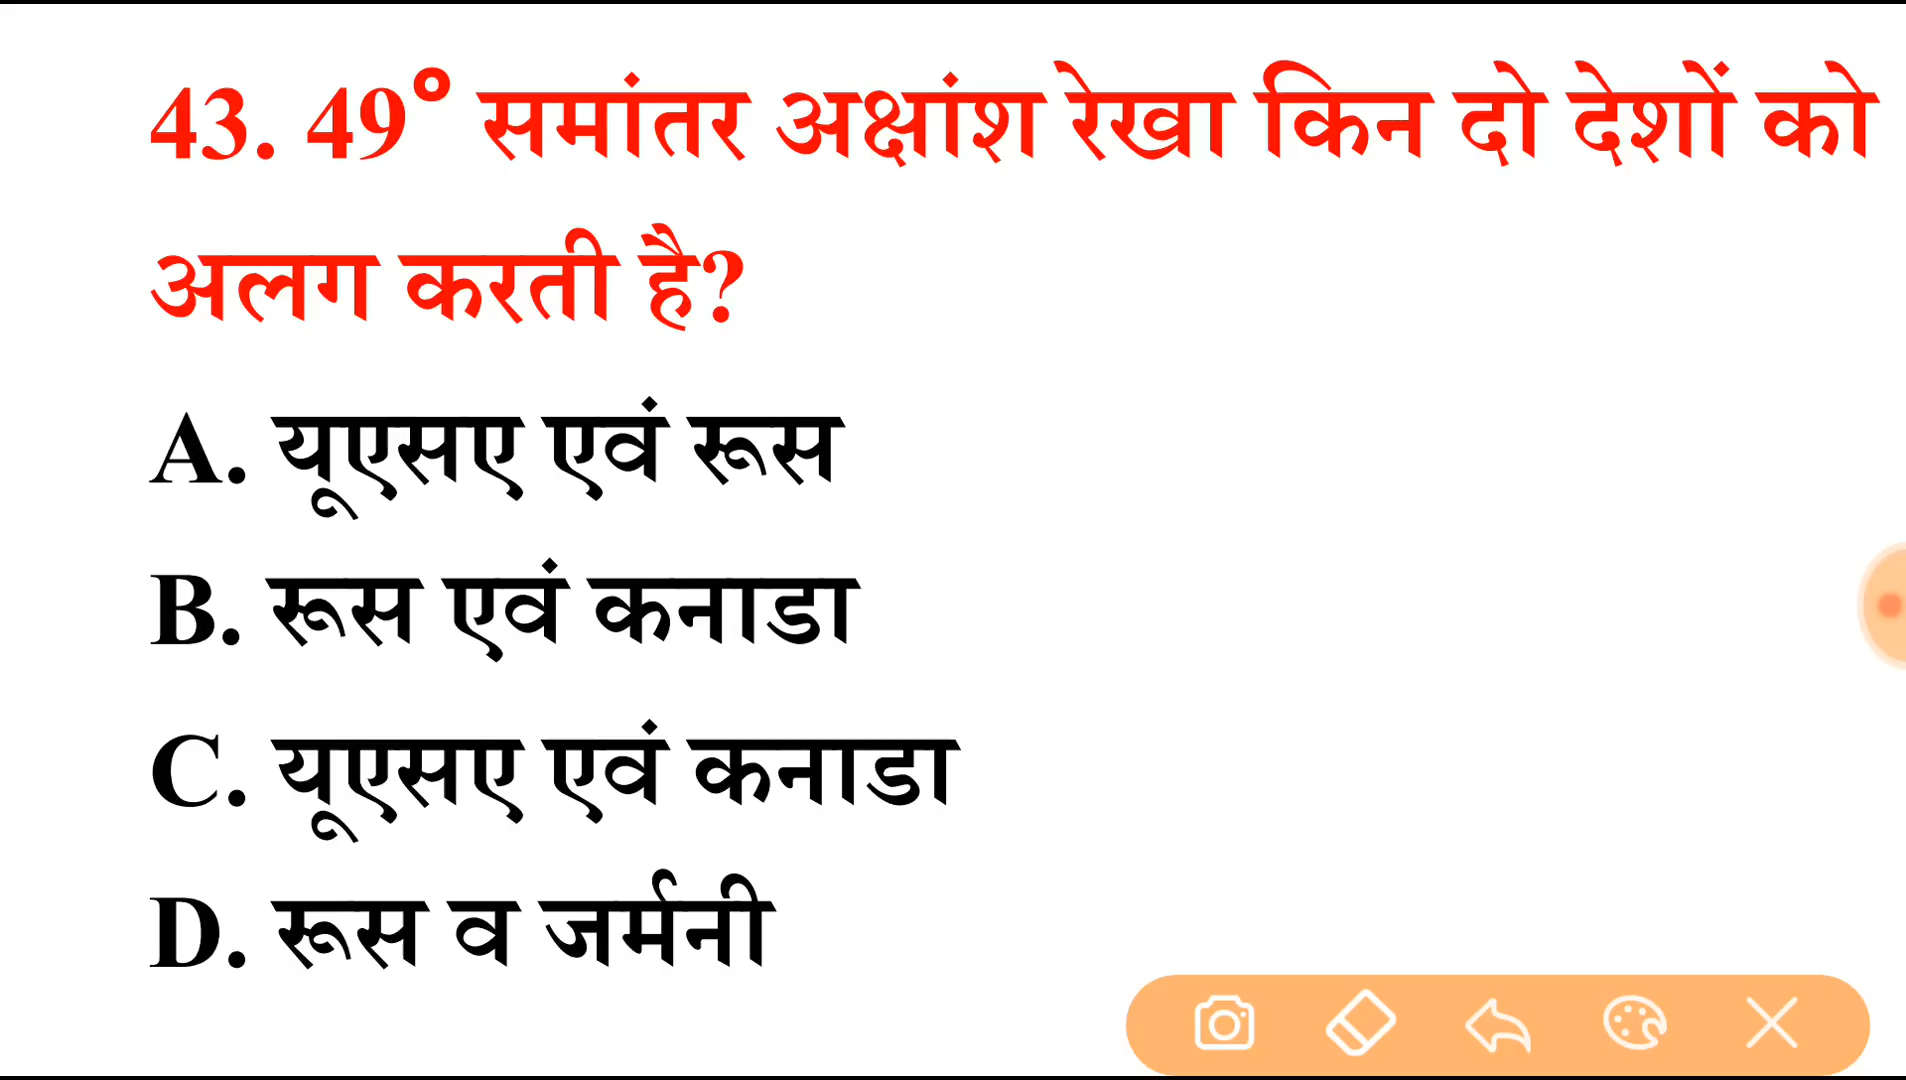 43. 49° समांतर अक्षांश रेखा किन दो देशों को
अलग करती है?
A. यूएसए एवं रूस
B. रूस एवं कनाडा
C. यूएसए एवं कनाडा
D. रूस व जर्मनी